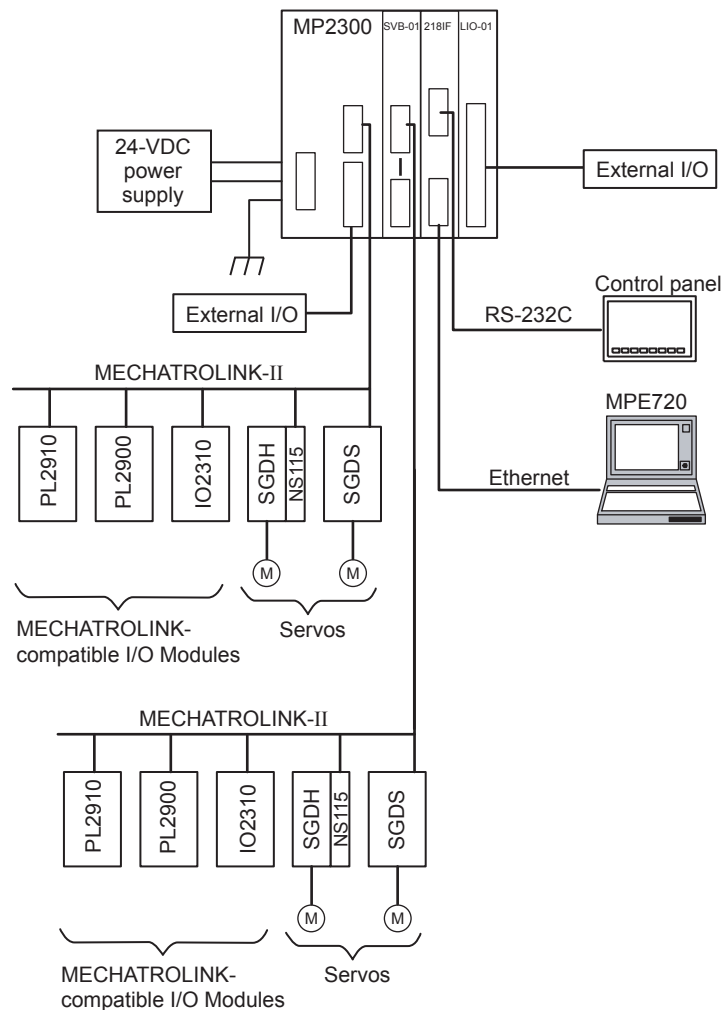 MP2300
SVB-01
218IF
LIO-01
24-VDC
power
supply
External I/O
External I/O
Control panel
RS-232C
MECHATROLINK-II
MPE720
PL2910
PL2900
IO2310
SGDH
NS115
SGDS
Ethernet
M
M
MECHATROLINK-
compatible I/O Modules
Servos
MECHATROLINK-II
PL2910
PL2900
IO2310
SGDH
NS115
SGDS
M
M
MECHATROLINK-
compatible I/O Modules
Servos